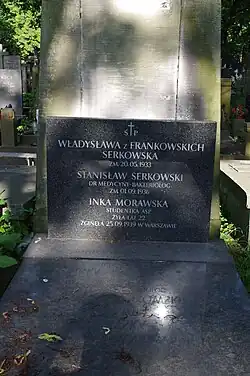 Ś✝P
WŁADYSŁAWA z FRANKOWSKICH
SERKOWSKA
ZM. 20.05.1933
STANISŁAW SERKOWSKI
DR MEDYCYNY-BAKTERIOLOG
ZM. 01.09.1936
INKA MORAWSKA
STUDENTKA ASP
ŻYŁA LAT 22
ZGINĘŁA 25.09.1939 W WARSZAWIE